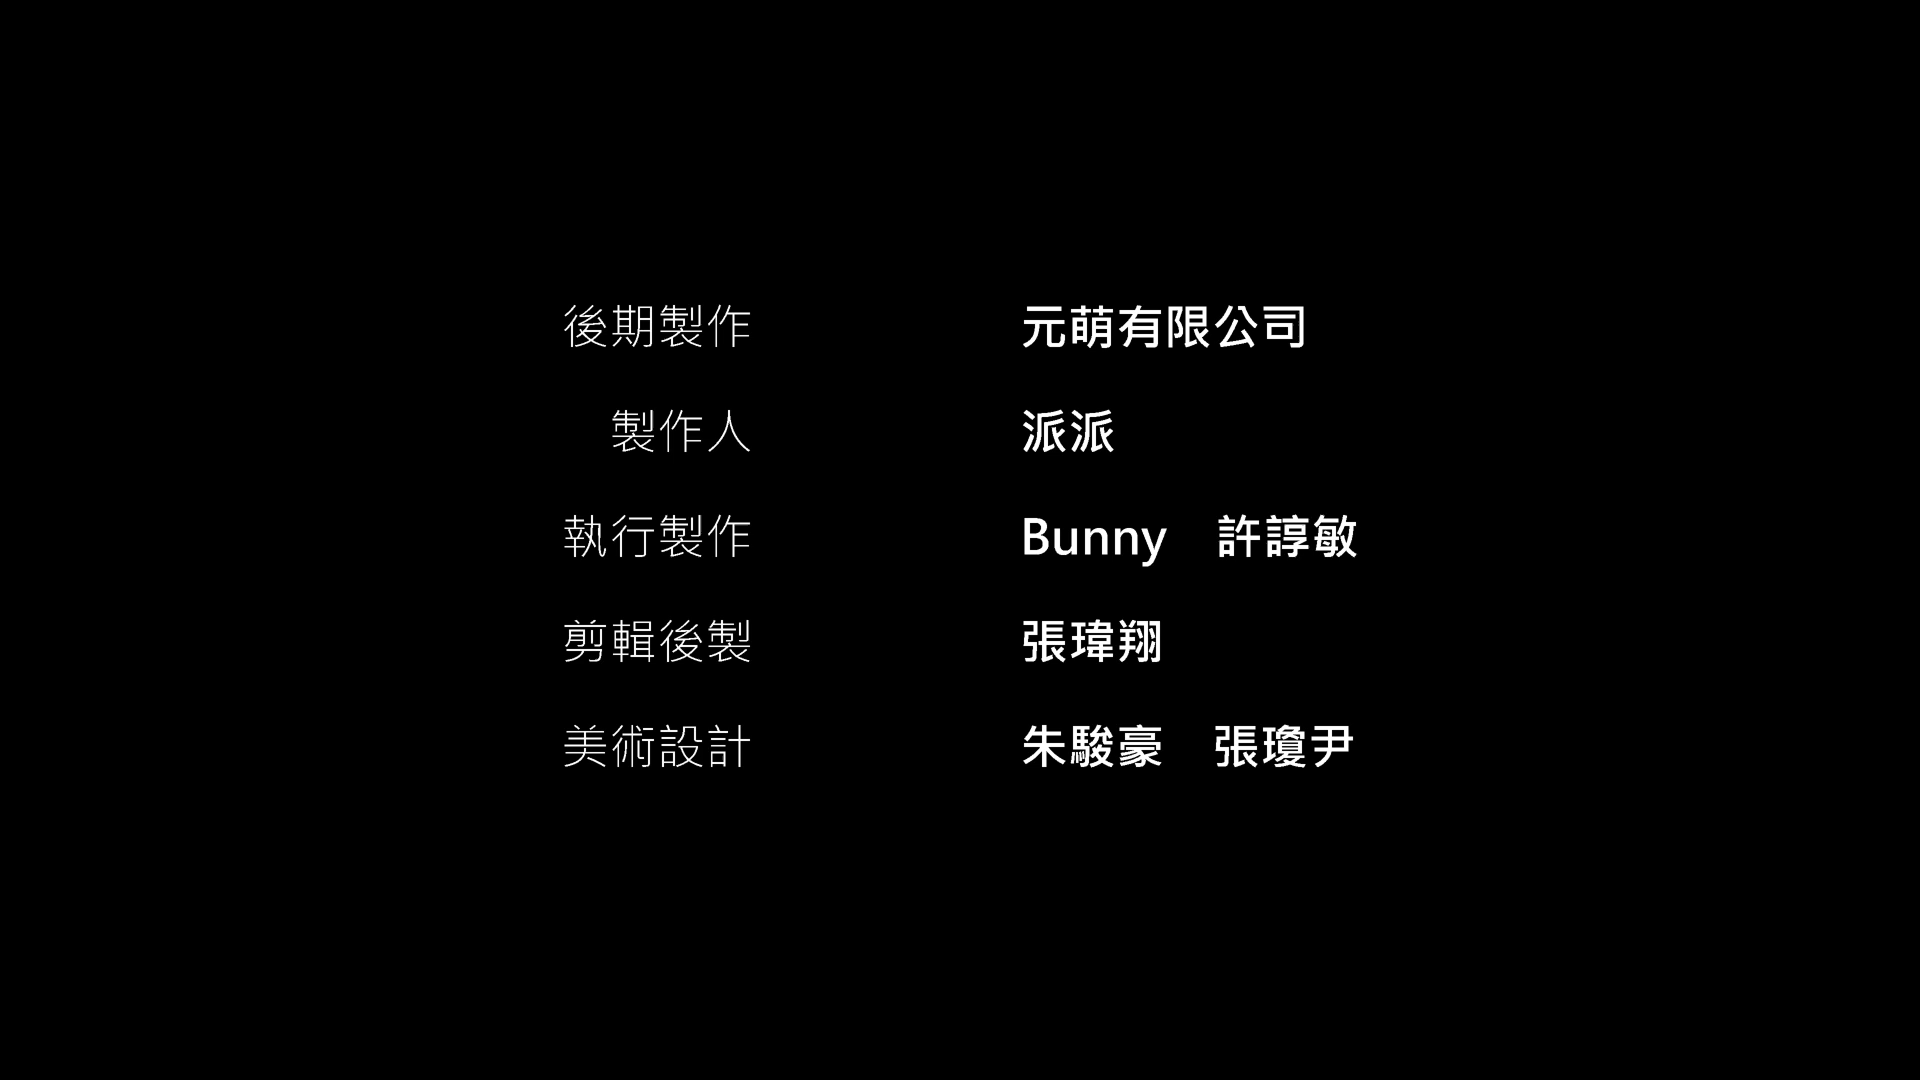 後期製作　元萌有限公司
製作人　派派
執行製作　Bunny　許諄敏
剪輯後製　張瑋翔
美術設計　朱駿豪　張瓊尹